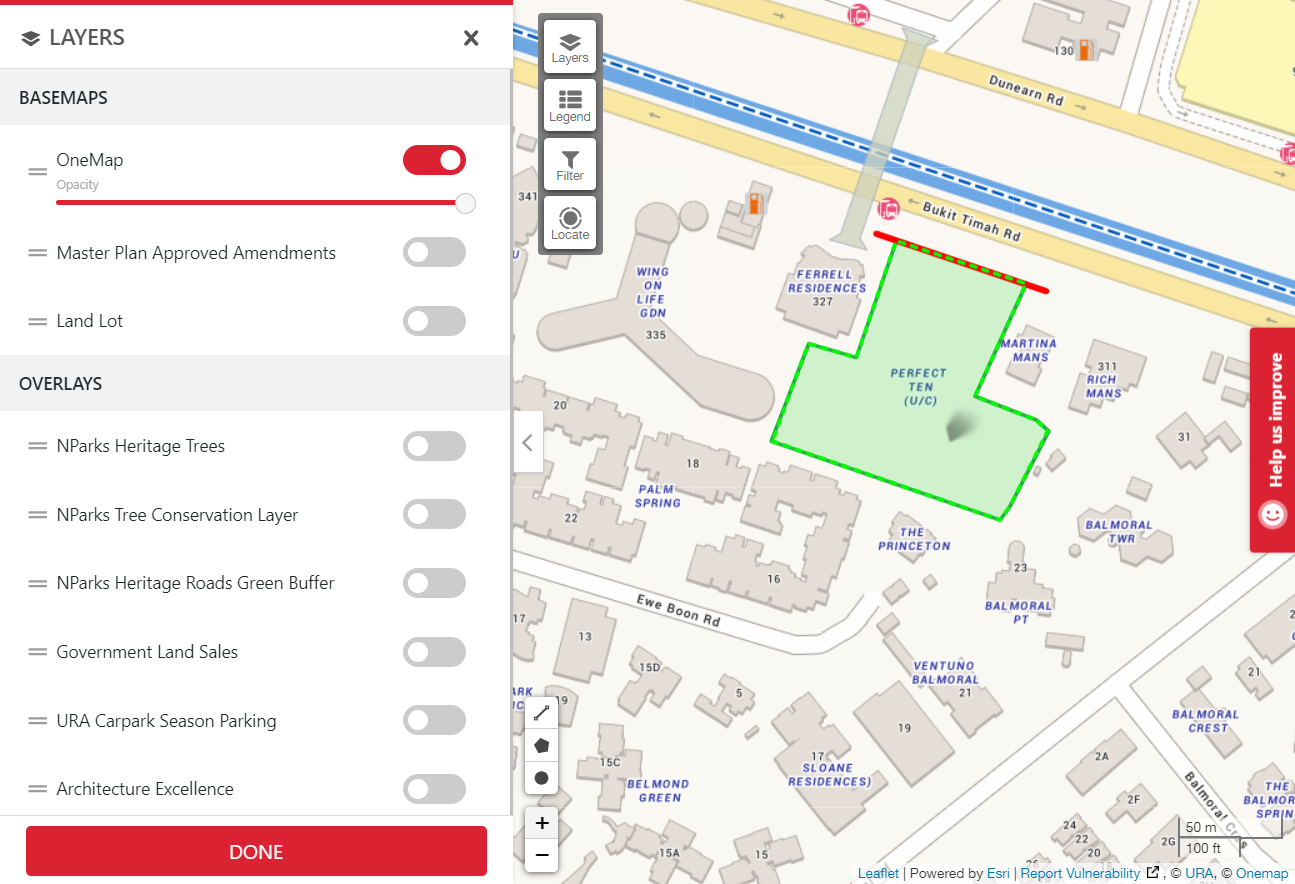 LAYERS
BASEMAPS
OneMap
Opacity
Master Plan Approved Amendments
Land Lot
OVERLAYS
NParks Heritage Trees
NParks Tree Conservation Layer
NParks Heritage Roads Green Buffer
Government Land Sales
URA Carpark Season Parking
Architecture Excellence
DONE
Layers
Legend
Filter
Locate
130
Dunearn Rd
341
Bukit Timah Rd
WING
ON
LIFE
GDN
335
FERRELL
RESIDENCES
327
MARTINA
MANS
311
RICH
MANS
PERFECT
TEN
(U/C)
Help us improve
20
18
31
PALM
SPRING
22
THE
PRINCETON
BALMORAL
TWR
16
23
BALMORAL
PT
Ewe Boon Rd
17
13
15D
5
VENTUNO
BALMORAL
21
21
19
19
BALMORAL
CREST
17
SLOANE
RESIDENCES)
15C
BELMOND
GREEN
2A
2F
2G
THE
BALMOR
SPRIN
24
22
20
15A
15
50 m
100 ft
+
−
Leaflet | Powered by Esri | Report Vulnerability , © URA, © Onemap